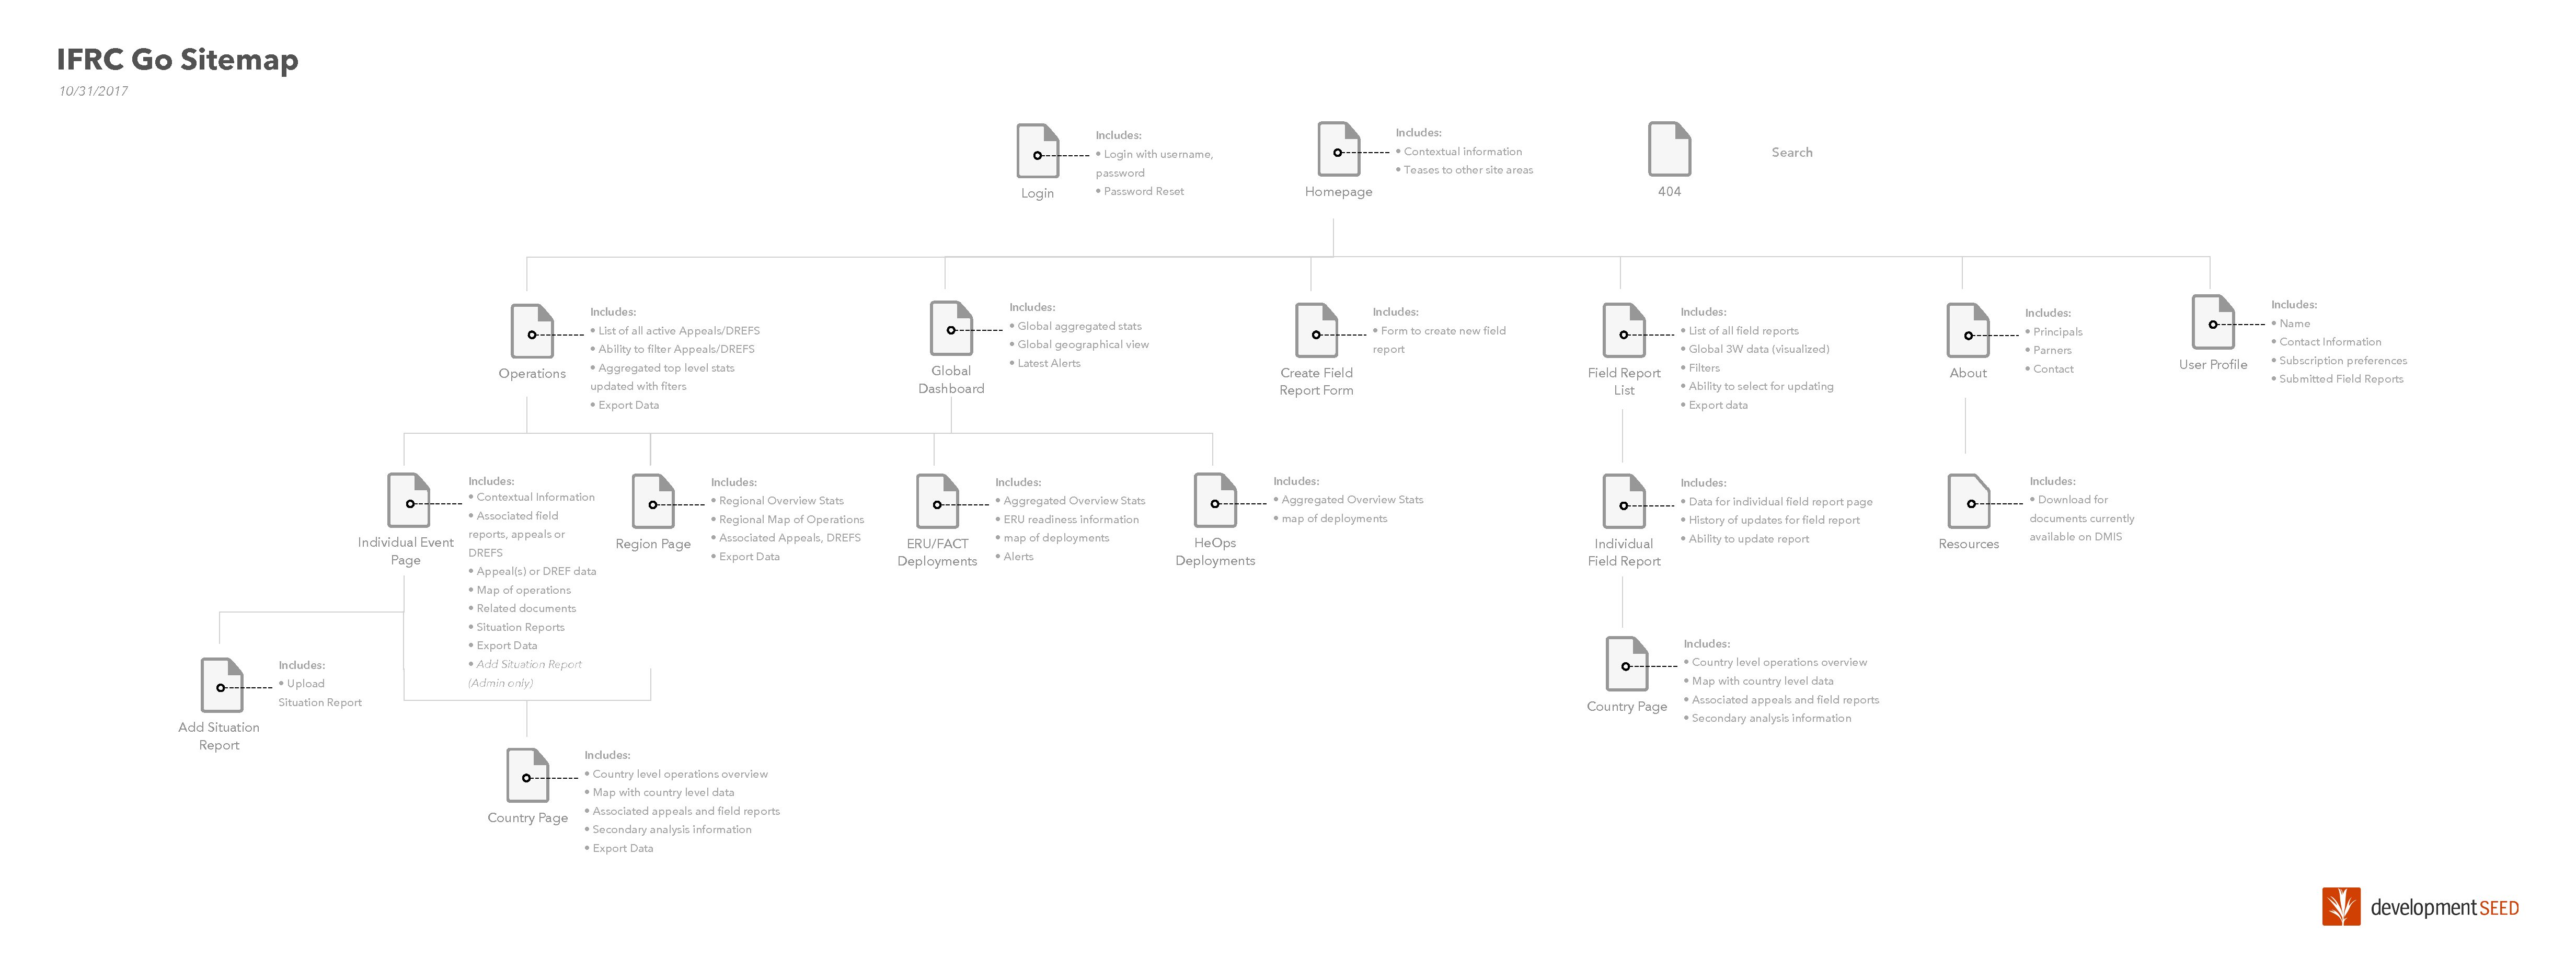 IFRC Go Sitemap
10/31/2017
Includes:
• Login with username,
password
• Password Reset
Login
Includes:
• Contextual information
• Teases to other site areas
Homepage
404
Search
Includes:
• List of all active Appeals/DREFS
• Ability to filter Appeals/DREFS
• Aggregated top level stats
updated with fiters
• Export Data
Operations
Includes:
• Global aggregated stats
• Global geographical view
• Latest Alerts
Global
Dashboard
Includes:
• Form to create new field
report
Create Field
Report Form
Includes:
• List of all field reports
• Global 3W data (visualized)
• Filters
• Ability to select for updating
• Export data
Field Report
List
Includes:
• Principals
• Parners
• Contact
About
Includes:
• Name
• Contact Information
• Subscription preferences
• Submitted Field Reports
User Profile
Includes:
• Contextual Information
• Associated field
reports, appeals or
DREFS
• Appeal(s) or DREF data
• Map of operations
• Related documents
• Situation Reports
• Export Data
• Add Situation Report
(Admin only)
Individual Event
Page
Includes:
• Regional Overview Stats
• Regional Map of Operations
• Associated Appeals, DREFS
• Export Data
Region Page
Includes:
• Aggregated Overview Stats
• ERU readiness information
• map of deployments
• Alerts
ERU/FACT
Deployments
Includes:
• Aggregated Overview Stats
• map of deployments
HeOps
Deployments
Includes:
• Data for individual field report page
• History of updates for field report
• Ability to update report
Individual
Field Report
Includes:
• Download for
documents currently
available on DMIS
Resources
Includes:
• Upload
Situation Report
Add Situation
Report
Includes:
• Country level operations overview
• Map with country level data
• Associated appeals and field reports
• Secondary analysis information
Country Page
Includes:
• Country level operations overview
• Map with country level data
• Associated appeals and field reports
• Secondary analysis information
• Export Data
Country Page
developmentSEED